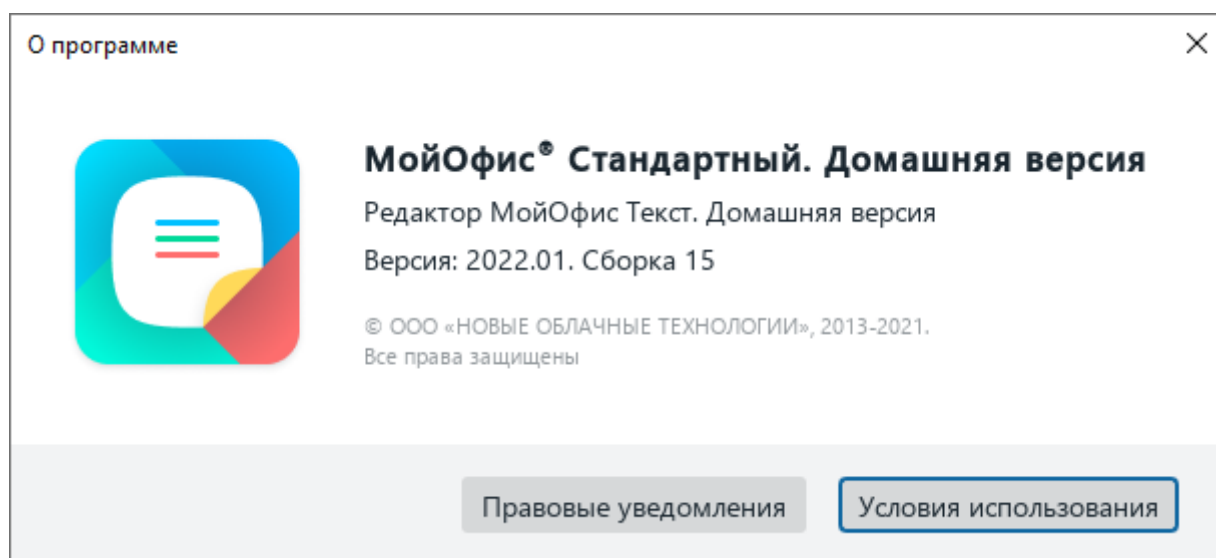 О программе
МойОфис® Стандартный. Домашняя версия
Редактор МойОфис Текст. Домашняя версия
Версия: 2022.01. Сборка 15
© ООО «НОВЫЕ ОБЛАЧНЫЕ ТЕХНОЛОГИИ», 2013-2021.
Все права защищены
Правовые уведомления
Условия использования